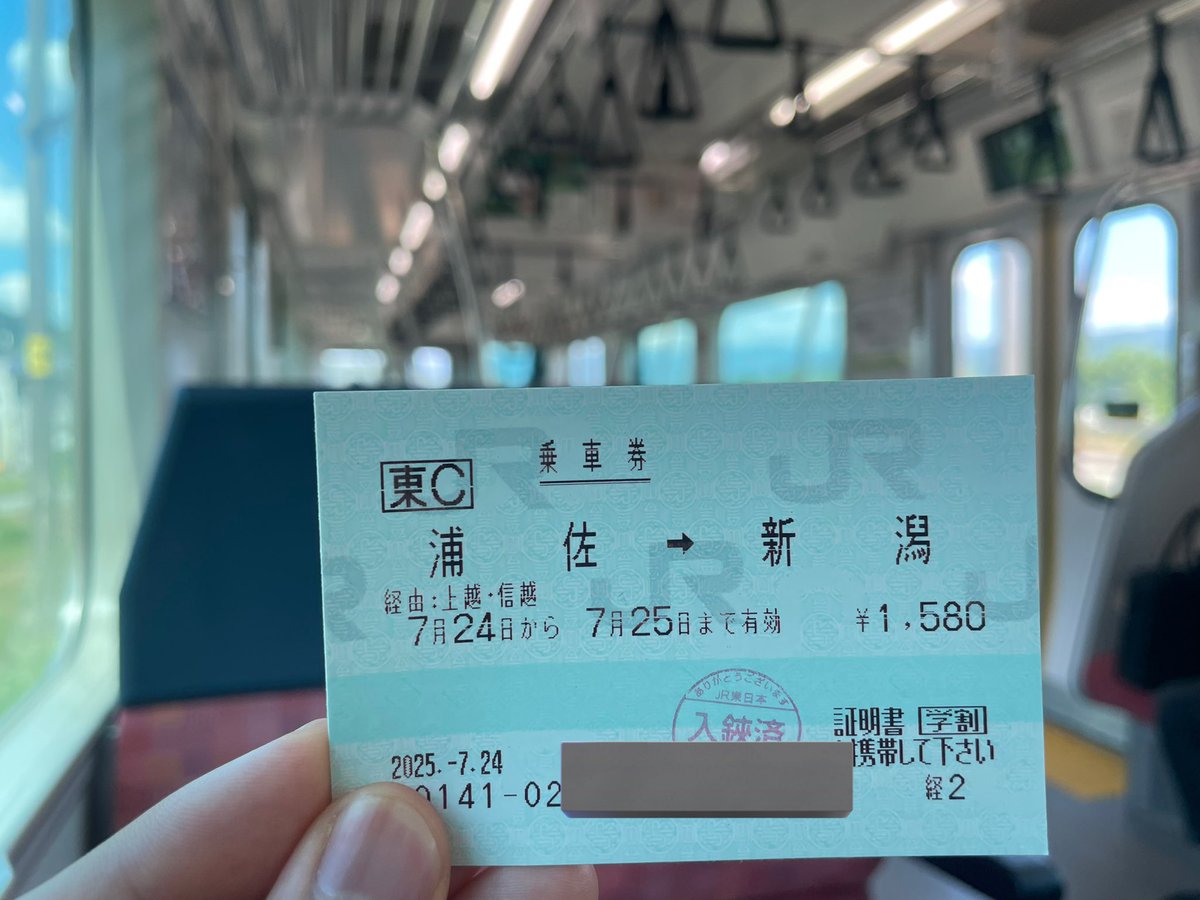 乗車券
東C
浦佐→新潟
経由:上越・信越
7月24日から 7月25日まで有効 ¥1,580
ありがとうございます
JR東日本
入鋏済
証明書 学割
携帯して下さい
2025.-7.24
0141-02
経2